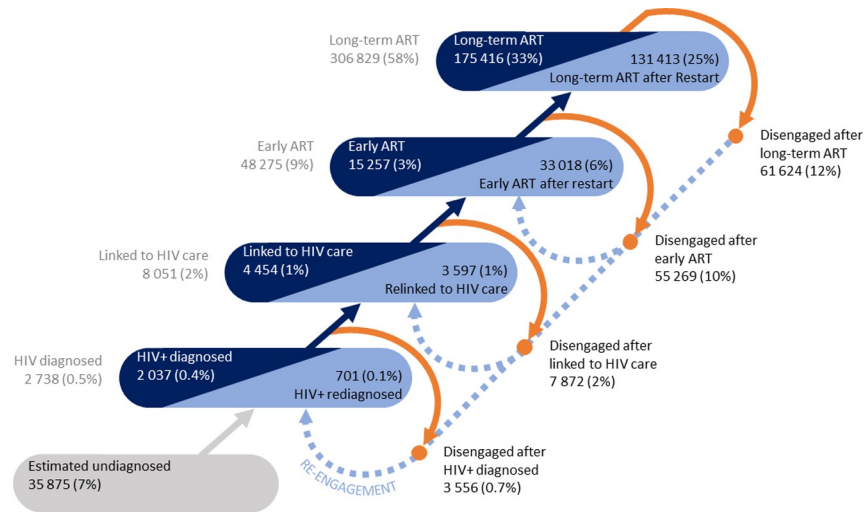 Long-term ART
306 829 (58%)
Long-term ART
175 416 (33%)
131 413 (25%)
Long-term ART after Restart
Disengaged after
long-term ART
61 624 (12%)
Early ART
48 275 (9%)
Early ART
15 257 (3%)
33 018 (6%)
Early ART after restart
Disengaged after
early ART
55 269 (10%)
Linked to HIV care
8 051 (2%)
Linked to HIV care
4 454 (1%)
3 597 (1%)
Relinked to HIV care
Disengaged after
linked to HIV care
7 872 (2%)
HIV diagnosed
2 738 (0.5%)
HIV+ diagnosed
2 037 (0.4%)
701 (0.1%)
HIV+ rediagnosed
Disengaged after
HIV+ diagnosed
3 556 (0.7%)
Estimated undiagnosed
35 875 (7%)
RE-ENGAGEMENT